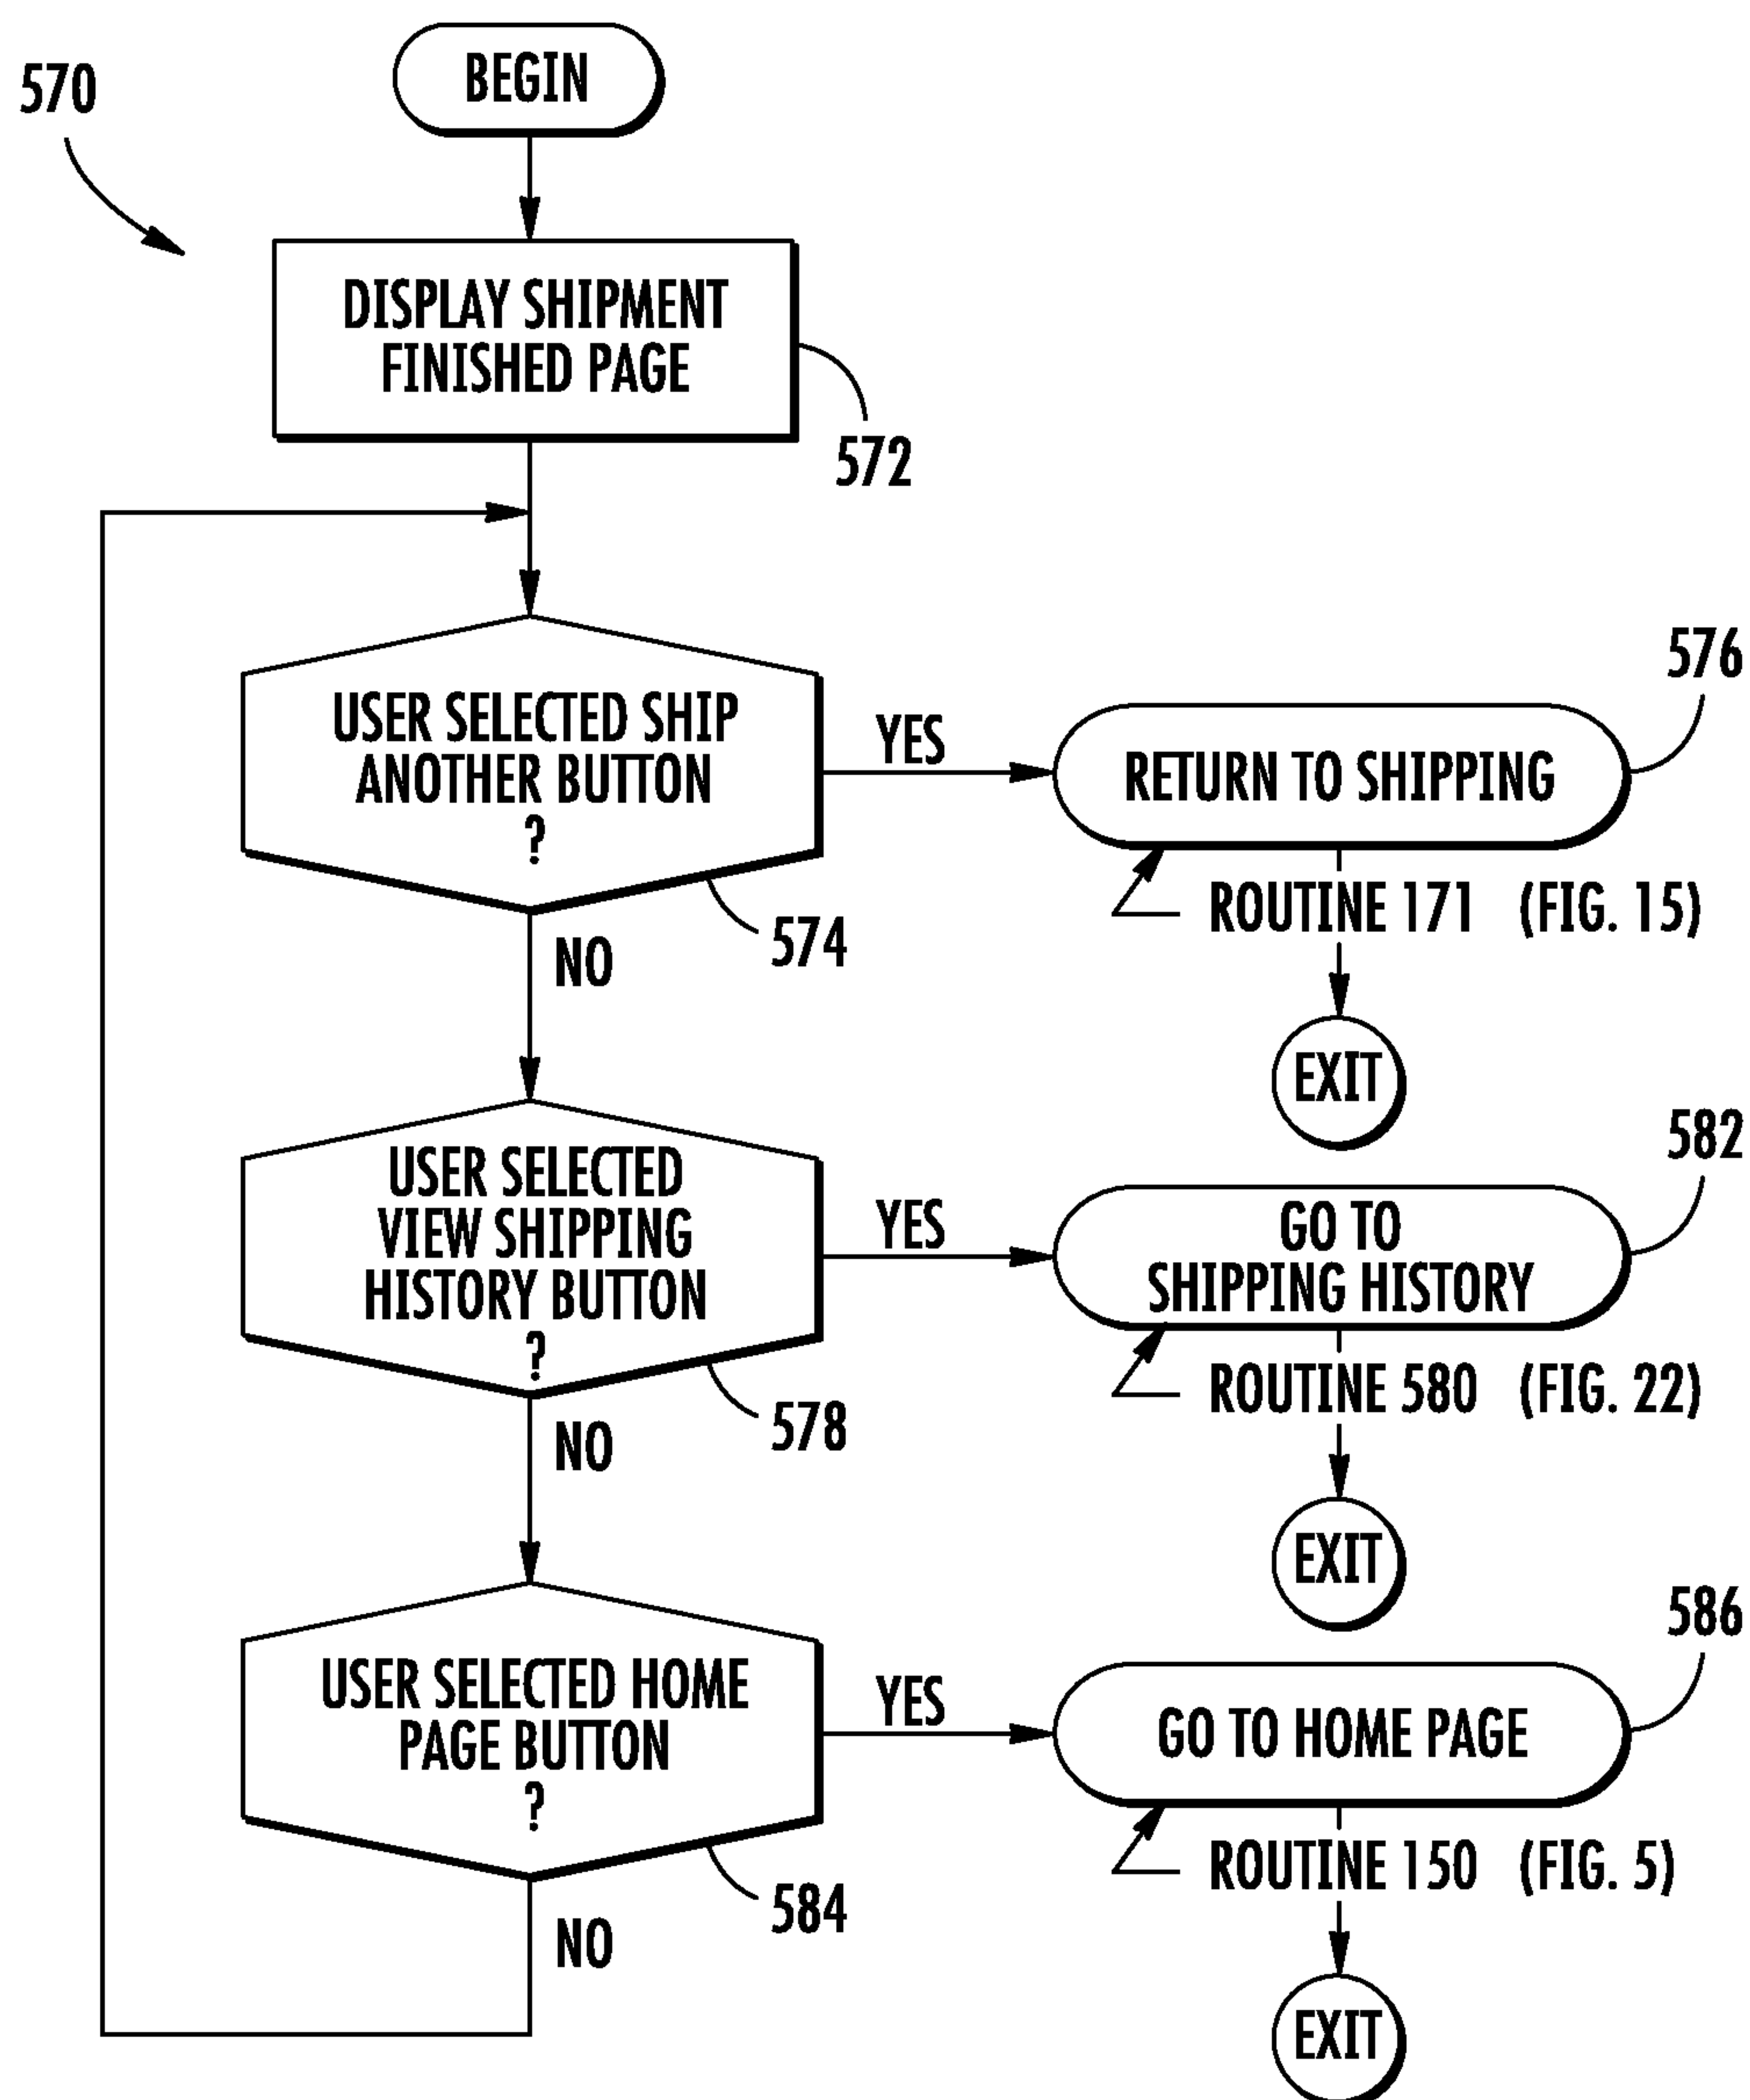 570
BEGIN
DISPLAY SHIPMENT
FINISHED PAGE
572
USER SELECTED SHIP
ANOTHER BUTTON
?
574
YES
NO
RETURN TO SHIPPING
576
ROUTINE 171 (FIG. 15)
EXIT
USER SELECTED
VIEW SHIPPING
HISTORY BUTTON
?
578
YES
NO
GO TO
SHIPPING HISTORY
582
ROUTINE 580 (FIG. 22)
EXIT
USER SELECTED HOME
PAGE BUTTON
?
584
YES
NO
GO TO HOME PAGE
586
ROUTINE 150 (FIG. 5)
EXIT